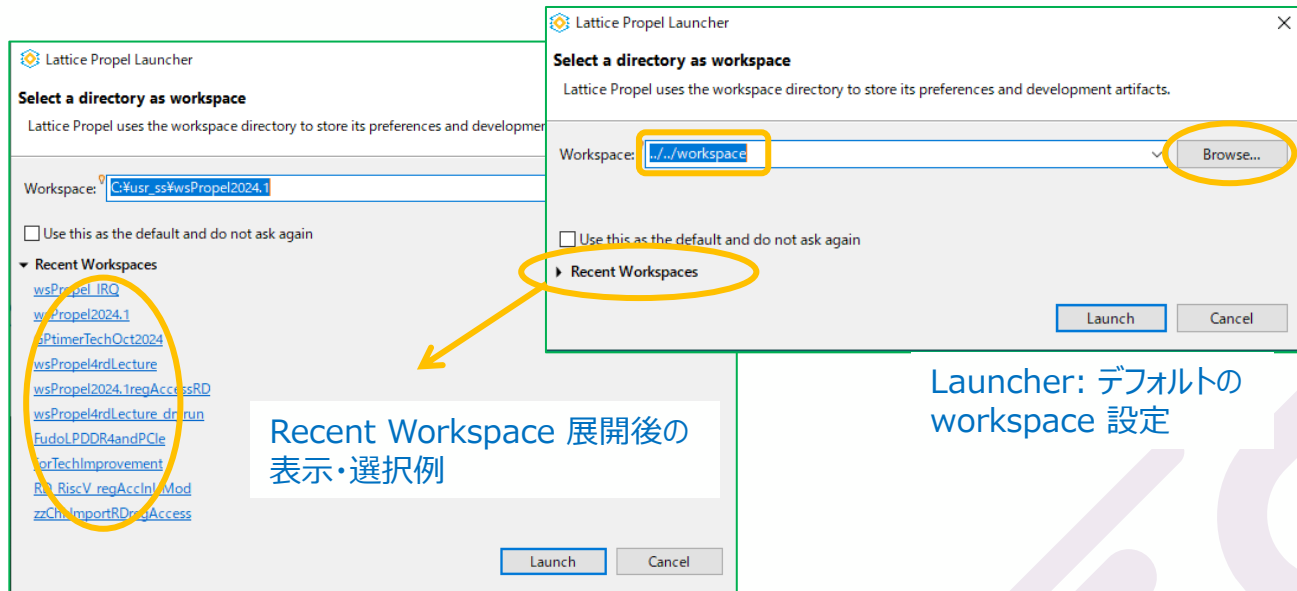 Lattice Propel Launcher
Select a directory as workspace
Lattice Propel uses the workspace directory to store its preferences and developmen
Workspace: C:¥usr_ss¥wsPropel2024.1
Use this as the default and do not ask again
Recent Workspaces
wsPropel_IRQ
wsPropel2024.1
wsPropel4rdLecture
wsPropel2024.1regAccessRD
FudoLPDDR4andPCIe
forTechImprovement
Launch Cancel
Recent Workspace 展開後の
表示・選択例
Lattice Propel Launcher
Select a directory as workspace
Lattice Propel uses the workspace directory to store its preferences and development artifacts.
Workspace: ../../workspace Browse...
Use this as the default and do not ask again
Recent Workspaces
Launch Cancel
Launcher: デフォルトの
workspace 設定